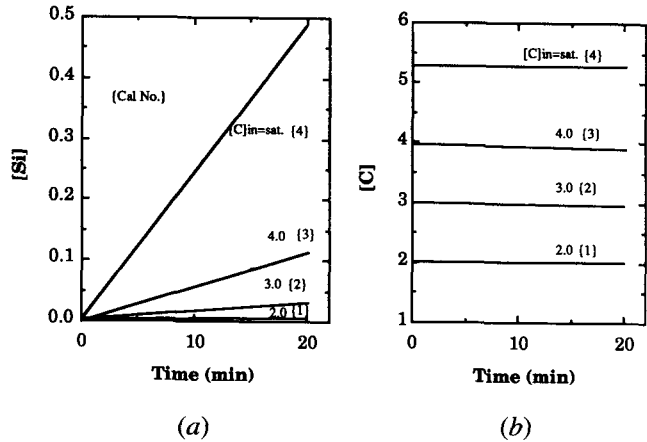 0.5
0.4
0.3
0.2
0.1
0.0
[Si]
{Cal No.}
[C]in=sat. {4}
4.0 {3}
3.0 {2}
2.0 {1}
0 10 20
Time (min)
(a)
6
5
4
3
2
1
[C]
[C]in=sat. {4}
4.0 {3}
3.0 {2}
2.0 {1}
0 10 20
Time (min)
(b)